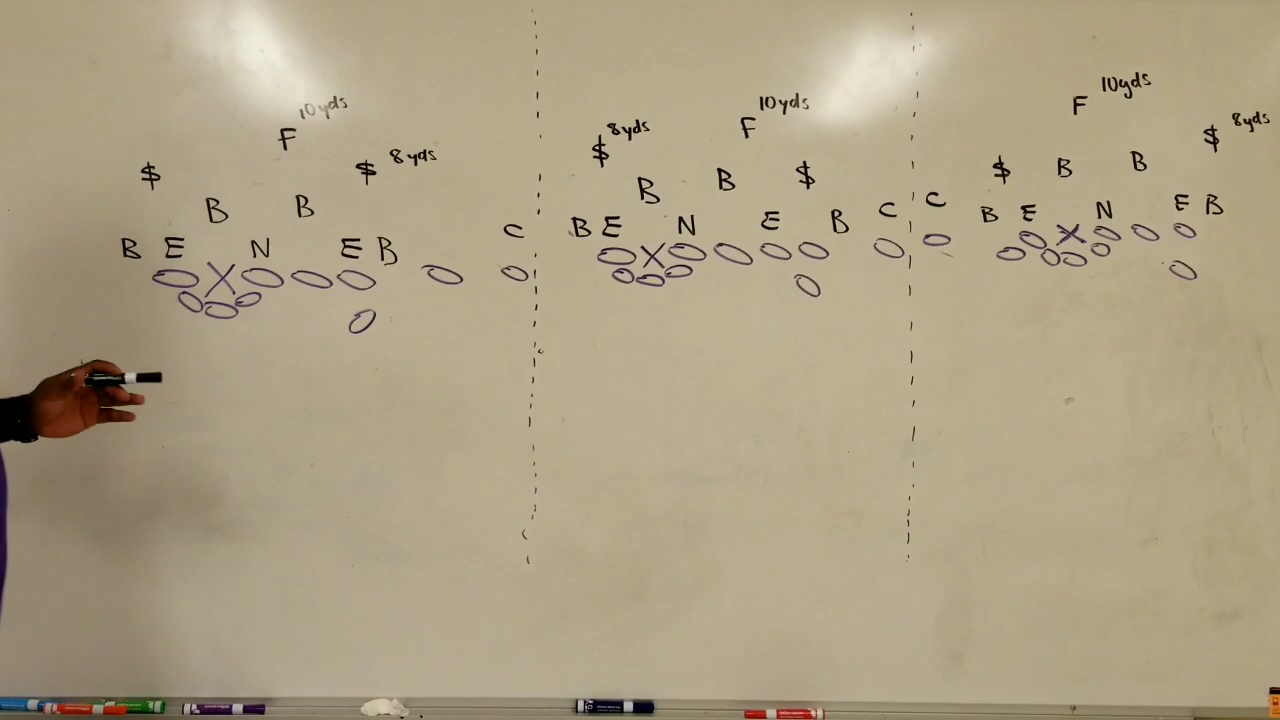 10yds
F
$ $ 8yds
B B
C
B E N E B
X
10yds
$ 8yds F
B B $
B E N E B C
X
10yds
F
$ 8yds
$ B B
C B E N E B
X